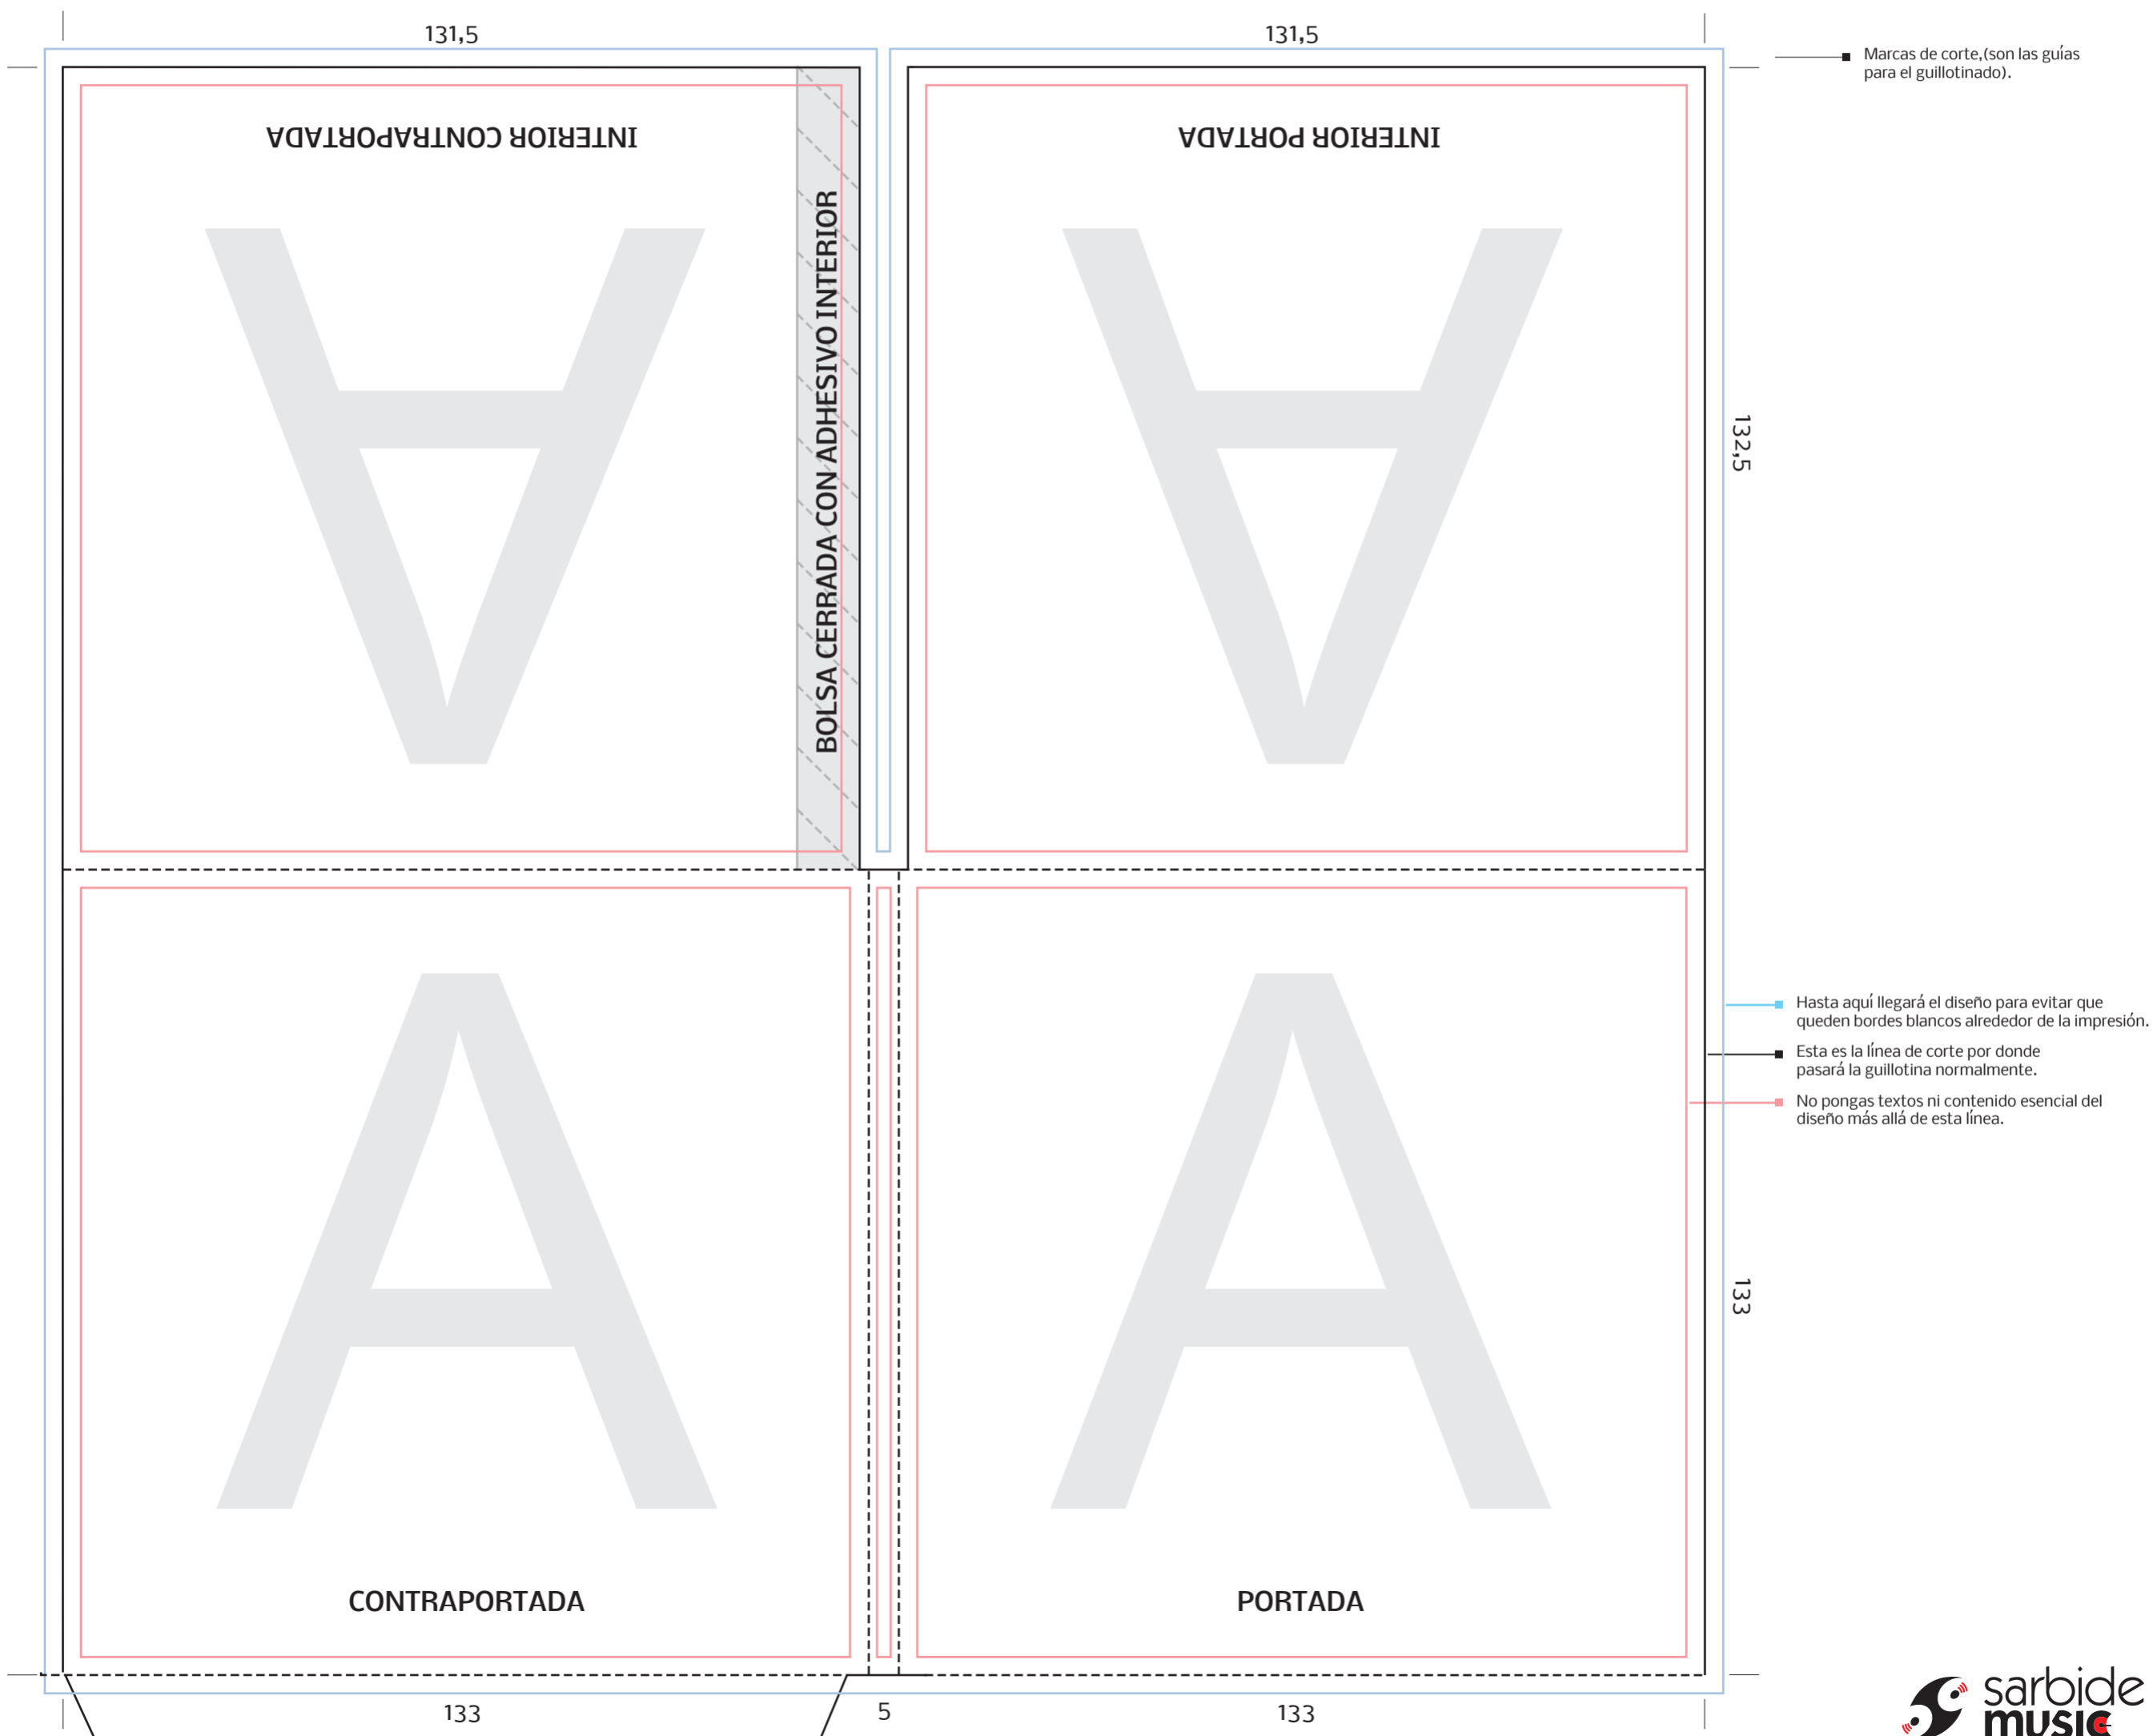 131,5
131,5
Marcas de corte,(son las guías
para el guillotinado).
INTERIOR CONTRAPORTADA
INTERIOR PORTADA
BOLSA CERRADA CON ADHESIVO INTERIOR
A
A
132,5
A
A
Hasta aquí llegará el diseño para evitar que
queden bordes blancos alrededor de la impresión.
Esta es la línea de corte por donde
pasará la guillotina normalmente.
No pongas textos ni contenido esencial del
diseño más allá de esta línea.
133
CONTRAPORTADA
PORTADA
133
5
133
sarbide
music